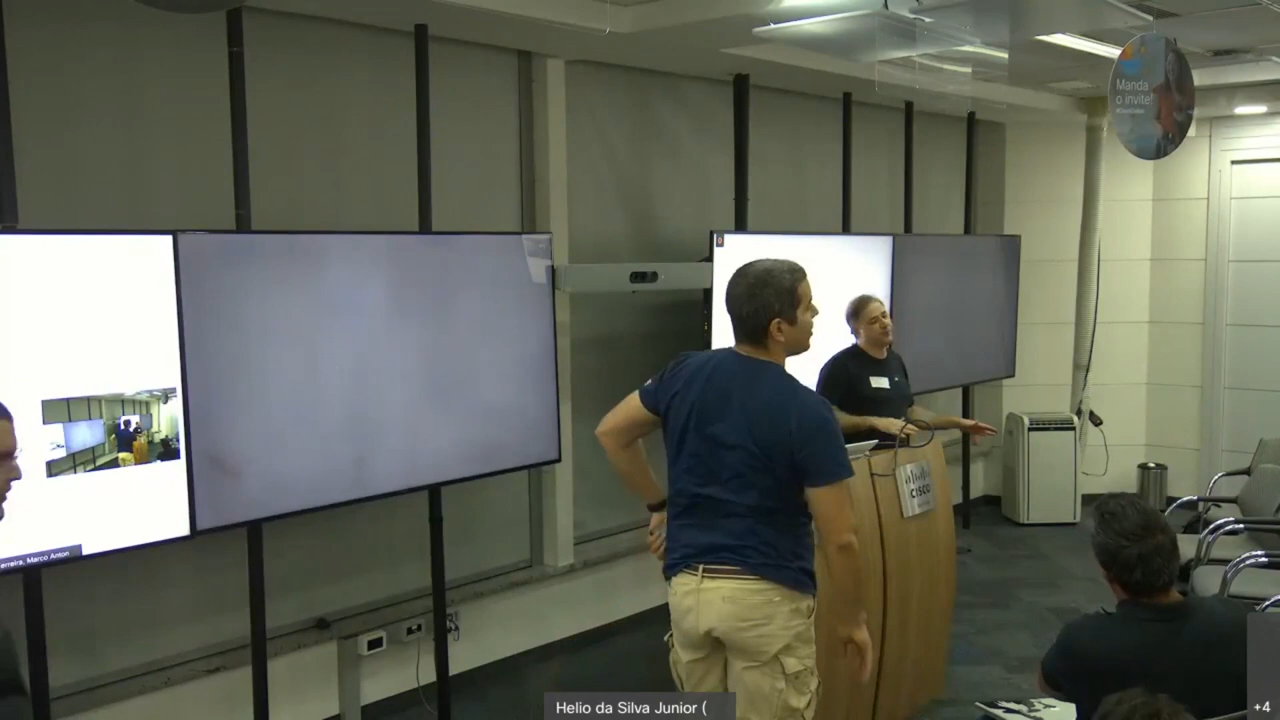 Manda
o invite!
cisco
erreira, Marco Anton
Helio da Silva Junior (
+4